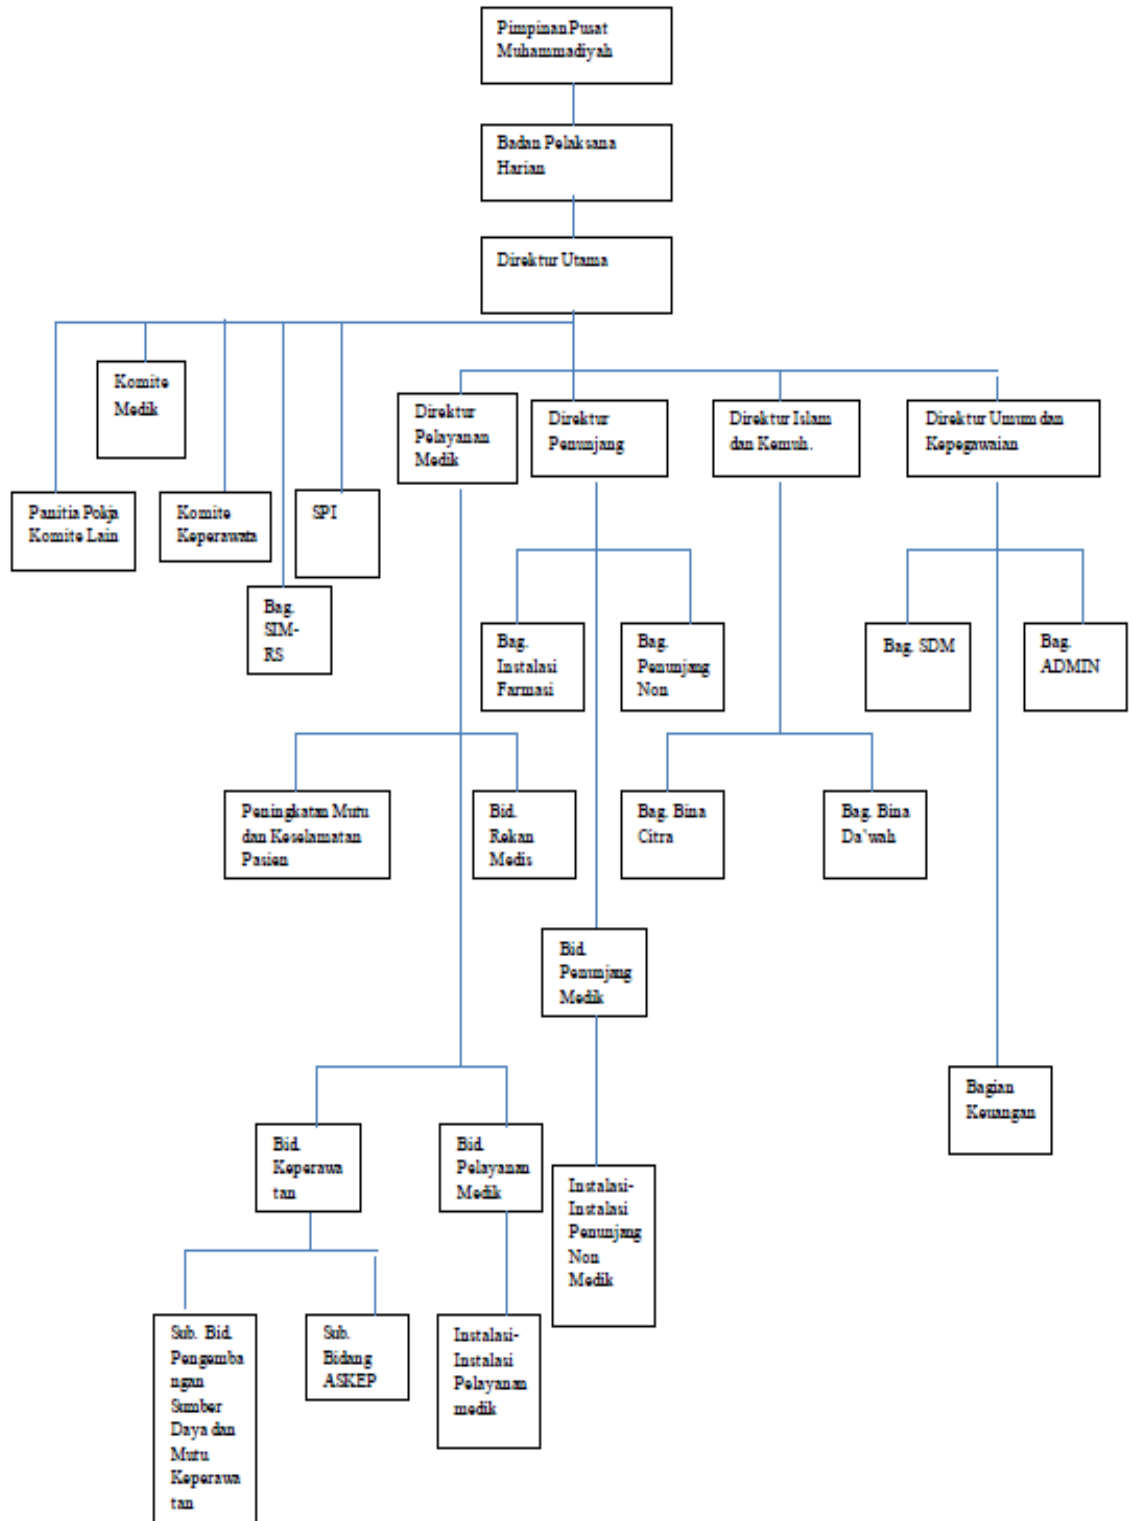 Pimpinan Pusat
Muhammadiyah
Badan Pelaksana
Harian
Direktur Utama
Komite
Medik
Direktur
Pelayanan
Medik
Direktur
Penunjang
Direktur Islam
dan Kemuh.
Direktur Umum dan
Kepegawaian
Panitia Pokja
Komite Lain
Komite
Keperawata
SPI
Bag.
SIM-
RS
Bag.
Instalasi
Farmasi
Bag.
Penunjang
Non
Bag. SDM
Bag.
ADMIN
Peningkatan Mutu
dan Keselamatan
Pasien
Bid.
Rekan
Medis
Bag. Bina
Citra
Bag. Bina
Da`wah
Bid.
Penunjang
Medik
Bagian
Keuangan
Bid.
Keperawa
tan
Bid.
Pelayanan
Medik
Instalasi-
Instalasi
Penunjang
Non
Medik
Sub. Bid.
Pengemba
ngan
Sumber
Daya dan
Mutu
Keperawa
tan
Sub.
Bidang
ASKEP
Instalasi-
Instalasi
Pelayanan
medik